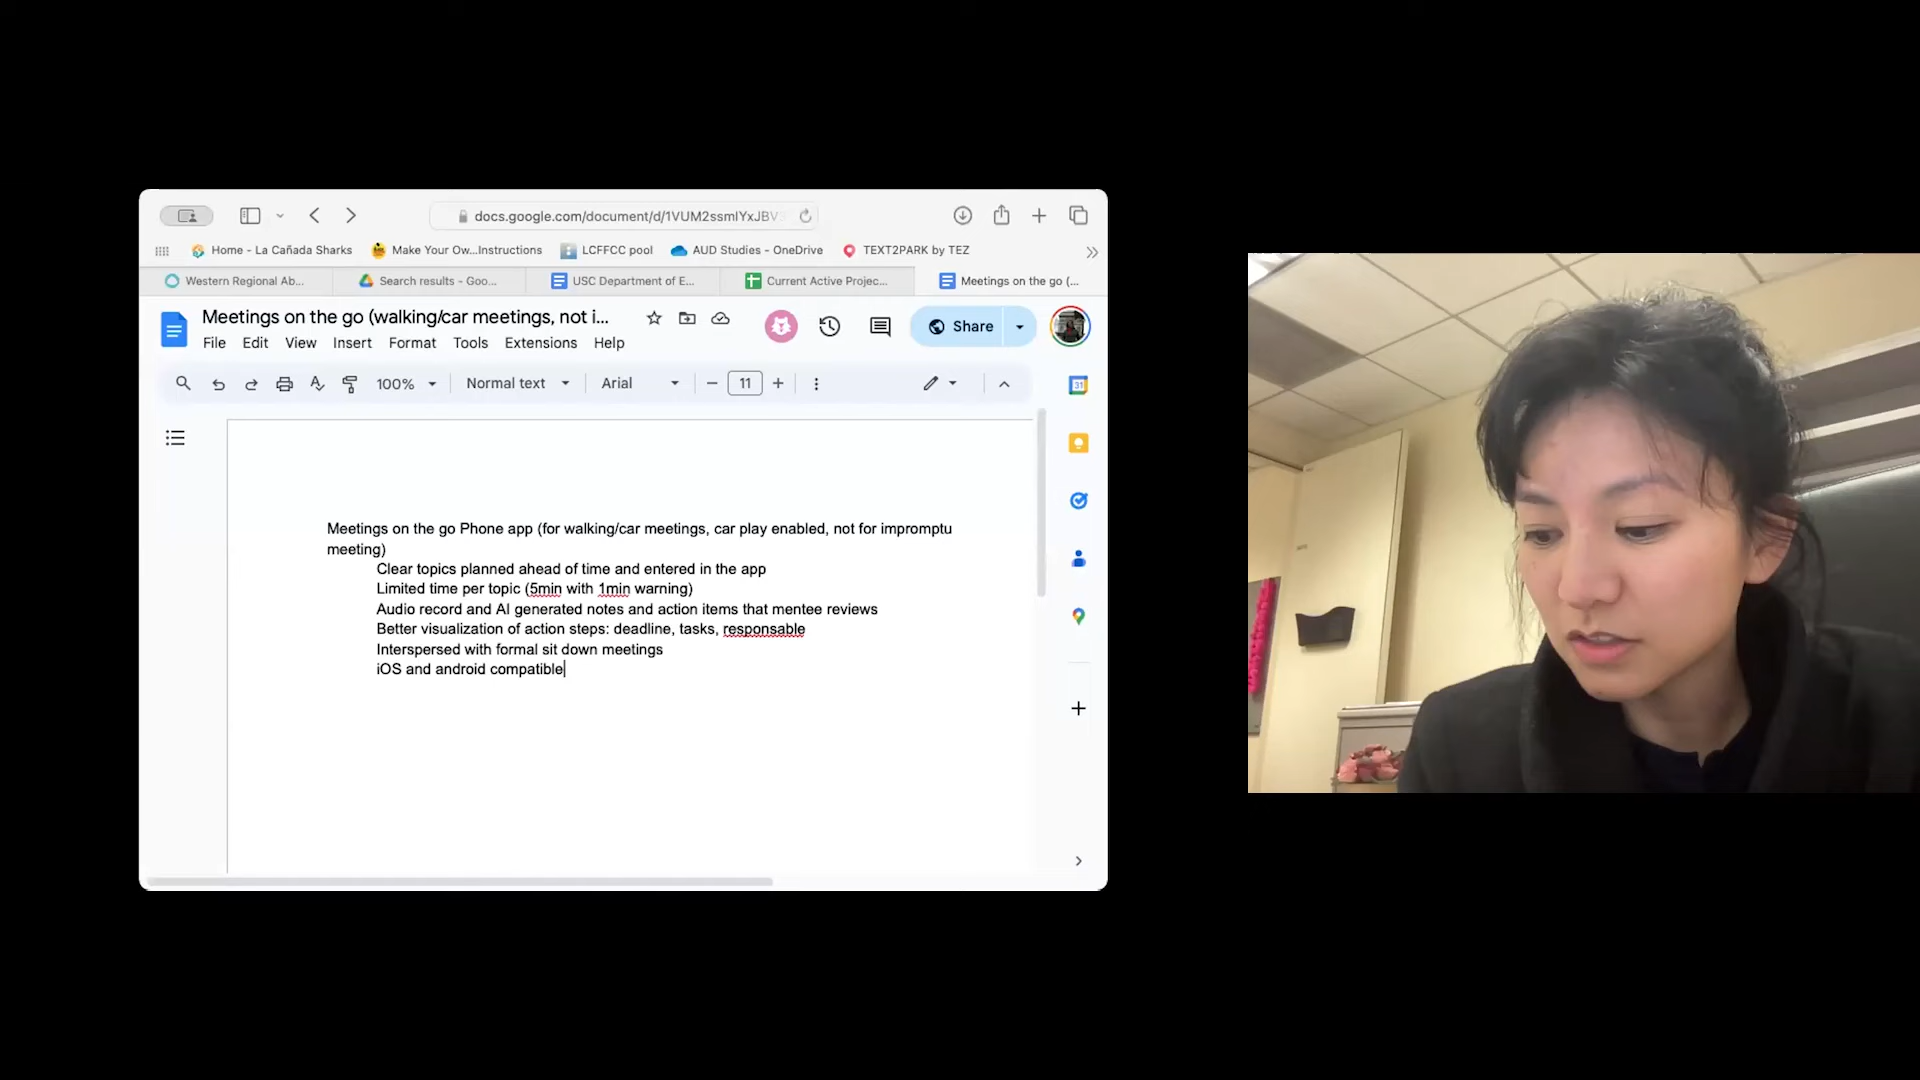 docs.google.com/document/d/1VUM2ssmlYxJBV
Home - La Cañada Sharks
Make Your Ow...Instructions
LCFFCC pool
AUD Studies - OneDrive
TEXT2PARK by TEZ
Western Regional Ab...
Search results - Goo...
USC Department of E...
Current Active Projec...
Meetings on the go (...
Meetings on the go (walking/car meetings, not i...
Share
File Edit View Insert Format Tools Extensions Help
100% Normal text Arial 11
31
Meetings on the go Phone app (for walking/car meetings, car play enabled, not for impromptu
meeting)
Clear topics planned ahead of time and entered in the app
Limited time per topic (5min with 1min warning)
Audio record and AI generated notes and action items that mentee reviews
Better visualization of action steps: deadline, tasks, responsable
Interspersed with formal sit down meetings
iOS and android compatible